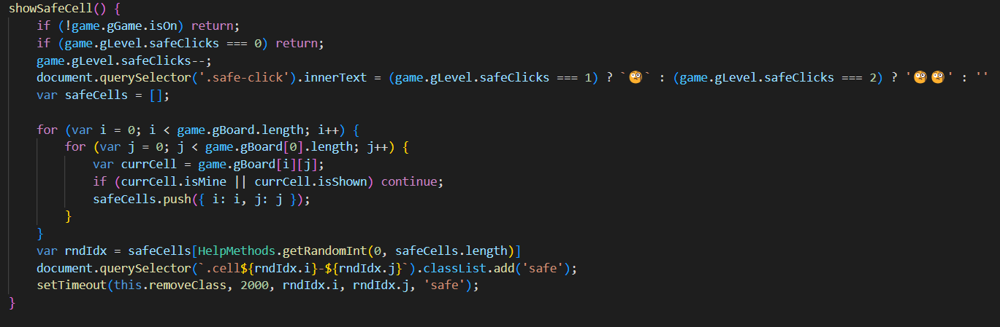 showSafeCell() {
    if (!game.gGame.isOn) return;
    if (game.gLevel.safeClicks === 0) return;
    game.gLevel.safeClicks--;
    document.querySelector('.safe-click').innerText = (game.gLevel.safeClicks === 1) ? `🧐` : (game.gLevel.safeClicks === 2) ? '🧐🧐' : ''
    var safeCells = [];

    for (var i = 0; i < game.gBoard.length; i++) {
        for (var j = 0; j < game.gBoard[0].length; j++) {
            var currCell = game.gBoard[i][j];
            if (currCell.isMine || currCell.isShown) continue;
            safeCells.push({ i: i, j: j });
        }
    }
    var rndIdx = safeCells[HelpMethods.getRandomInt(0, safeCells.length)]
    document.querySelector(`.cell${rndIdx.i}-${rndIdx.j}`).classList.add('safe');
    setTimeout(this.removeClass, 2000, rndIdx.i, rndIdx.j, 'safe');
}